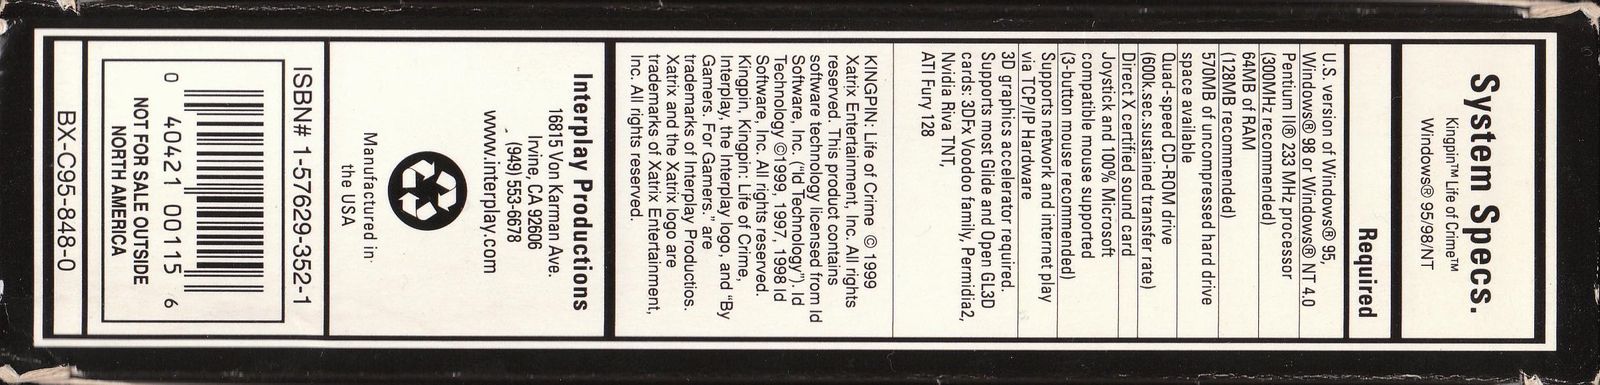 System Specs.
Kingpin™ Life of Crime™
Windows® 95/98/NT
Required
U.S. version of Windows® 95,
Windows® 98 or Windows® NT 4.0
Pentium II® 233 MHz processor
(300MHz recommended)
64MB of RAM
(128MB recommended)
570MB of uncompressed hard drive
space available
Quad-speed CD-ROM drive
(600k.sec.sustained transfer rate)
Direct X certified sound card
Joystick and 100% Microsoft
compatible mouse supported
(3-button mouse recommended)
Supports network and internet play
via TCP/IP Hardware
3D graphics accelerator required.
Supports most Glide and Open GL3D
cards: 3DFx Voodoo family, Permidia2,
Nvidia Riva TNT,
ATI Fury 128
KINGPIN: Life of Crime © 1999
Xatrix Entertainment, Inc. All rights
reserved. This product contains
software technology licensed from Id
Software, Inc. ("Id Technology"). Id
Technology ©1999, 1997, 1998 Id
Software, Inc. All rights reserved.
Kingpin, Kingpin: Life of Crime,
Interplay, the Interplay logo, and "By
Gamers. For Gamers." are
trademarks of Interplay Productios.
Xatrix and the Xatrix logo are
trademarks of Xatrix Entertainment,
Inc. All rights reserved.
Interplay Productions
16815 Von Karman Ave.
Irvine, CA 92606
(949) 553-6678
www.interplay.com
Manufactured in
the USA
ISBN# 1-57629-352-1
0 40421 00115 6
NOT FOR SALE OUTSIDE
NORTH AMERICA
BX-C95-848-0